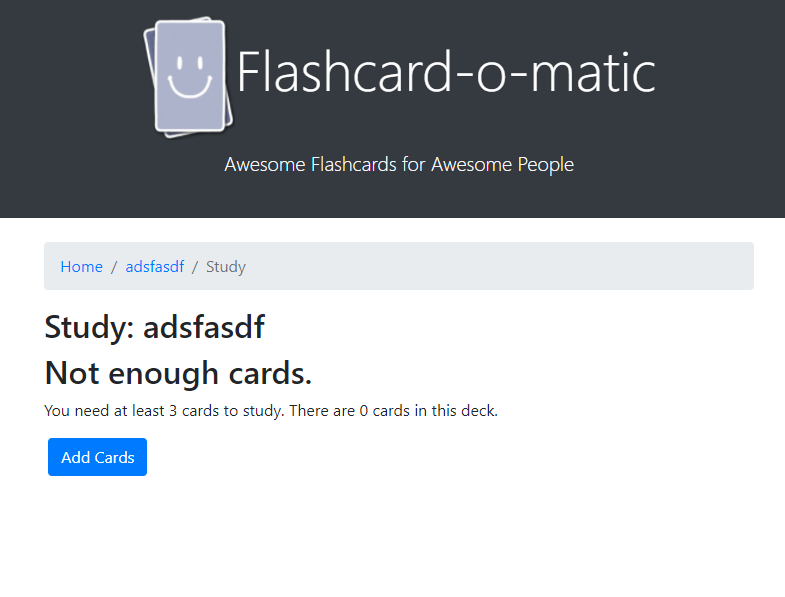 Flashcard-o-matic
Awesome Flashcards for Awesome People
Home / adsfasdf / Study
Study: adsfasdf
Not enough cards.
You need at least 3 cards to study. There are 0 cards in this deck.
Add Cards